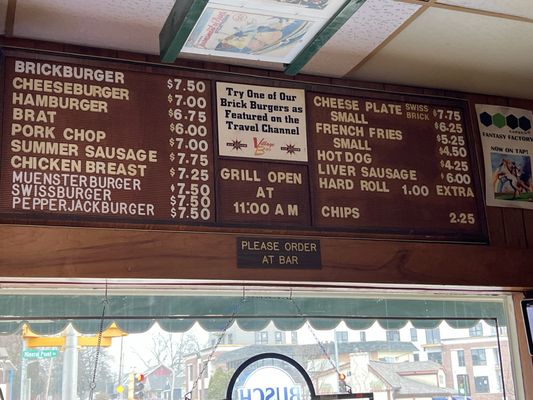 BRICKBURGER $7.50
CHEESEBURGER $7.00
HAMBURGER $6.75
BRAT $6.00
PORK CHOP $7.00
SUMMER SAUSAGE $7.75
CHICKEN BREAST $7.25
MUENSTERBURGER $7.50
SWISSBURGER $7.50
PEPPERJACKBURGER $7.50
Try One of Our
Brick Burgers as
Featured on the
Travel Channel
Village
Bar
GRILL OPEN
AT
11:00 AM
CHEESE PLATE SWISS BRICK $7.75
SMALL $6.25
FRENCH FRIES $5.25
SMALL $4.50
HOT DOG $4.25
LIVER SAUSAGE $6.00
HARD ROLL 1.00 EXTRA
CHIPS 2.25
PLEASE ORDER
AT BAR
FANTASY FACTORY
NOW ON TAP!
BUSCH